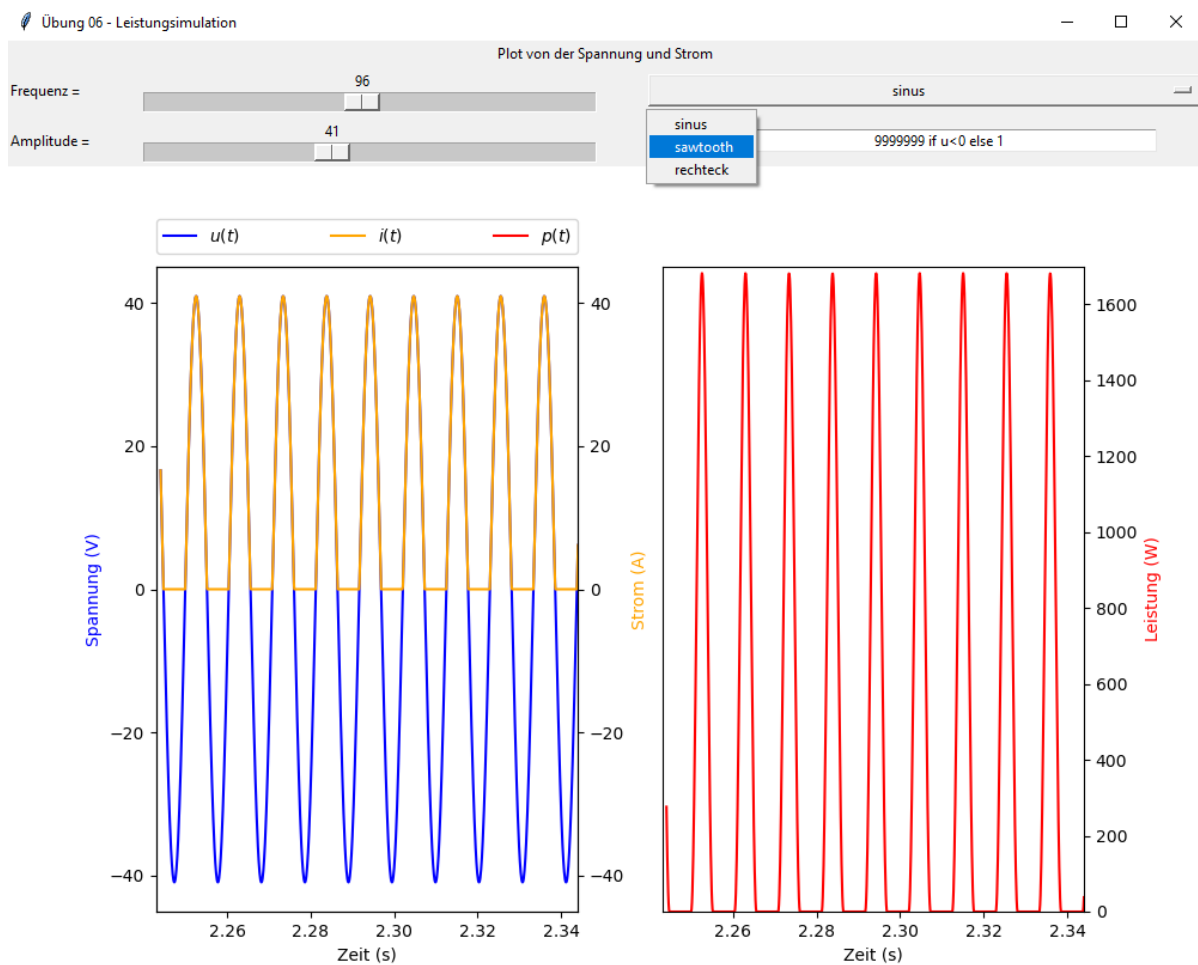 Übung 06 - Leistungsimulation
Plot von der Spannung und Strom
Frequenz =
96
sinus
Amplitude =
41
sinus
sawtooth
rechteck
9999999 if u<0 else 1
u(t)
i(t)
p(t)
40
20
0
−20
−40
Spannung (V)
2.26
2.28
2.30
2.32
2.34
Zeit (s)
40
20
0
−20
−40
Strom (A)
1600
1400
1200
1000
800
600
400
200
0
Leistung (W)
2.26
2.28
2.30
2.32
2.34
Zeit (s)